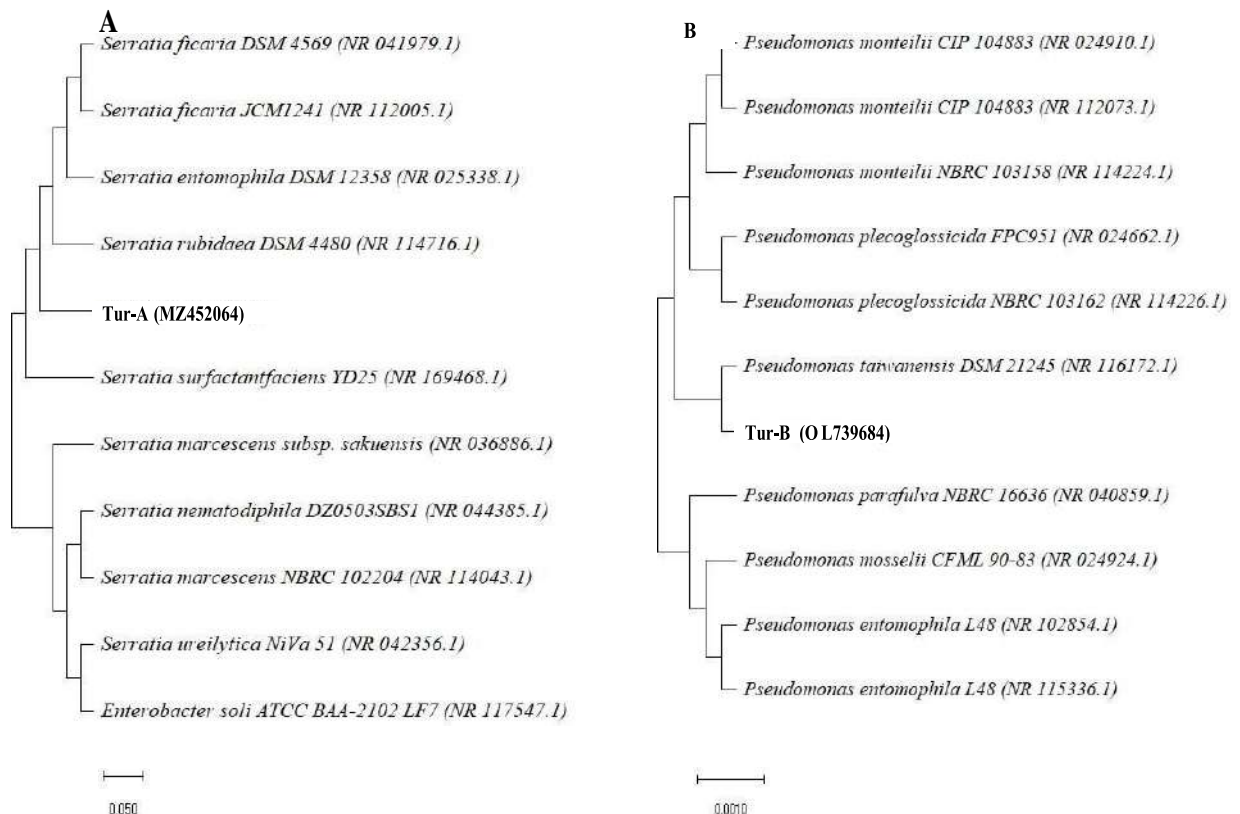 A
Serratia ficaria DSM 4569 (NR 041979.1)
Serratia ficaria JCM1241 (NR 112005.1)
Serratia entomophila DSM 12358 (NR 025338.1)
Serratia rubidaea DSM 4480 (NR 114716.1)
Tur-A (MZ452064)
Serratia surfactantfaciens YD25 (NR 169468.1)
Serratia marcescens subsp. sakuensis (NR 036886.1)
Serratia nematodiphila DZ0503SBS1 (NR 044385.1)
Serratia marcescens NBRC 102204 (NR 114043.1)
Serratia ureilytica NiVa 51 (NR 042356.1)
Enterobacter soli ATCC BAA-2102 LF7 (NR 117547.1)
0.050
B
Pseudomonas monteilii CIP 104883 (NR 024910.1)
Pseudomonas monteilii CIP 104883 (NR 112073.1)
Pseudomonas monteilii NBRC 103158 (NR 114224.1)
Pseudomonas plecoglossicida FPC951 (NR 024662.1)
Pseudomonas plecoglossicida NBRC 103162 (NR 114226.1)
Pseudomonas taiwanensis DSM 21245 (NR 116172.1)
Tur-B (O L739684)
Pseudomonas parafulva NBRC 16636 (NR 040859.1)
Pseudomonas mosselii CFML 90-83 (NR 024924.1)
Pseudomonas entomophila L48 (NR 102854.1)
Pseudomonas entomophila L48 (NR 115336.1)
0.0010